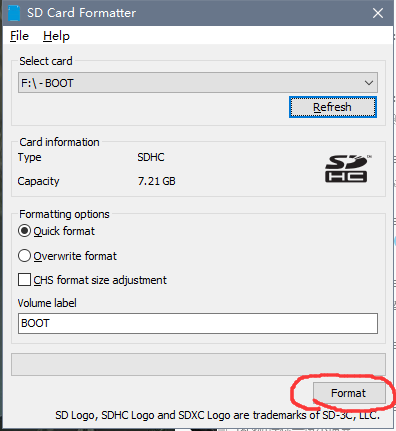 SD Card Formatter
File Help
Select card
F:\ - BOOT
Refresh
Card information
Type SDHC
Capacity 7.21 GB
SD
HC
TM
Formatting options
Quick format
Overwrite format
CHS format size adjustment
Volume label
BOOT
Format
SD Logo, SDHC Logo and SDXC Logo are trademarks of SD-3C, LLC.